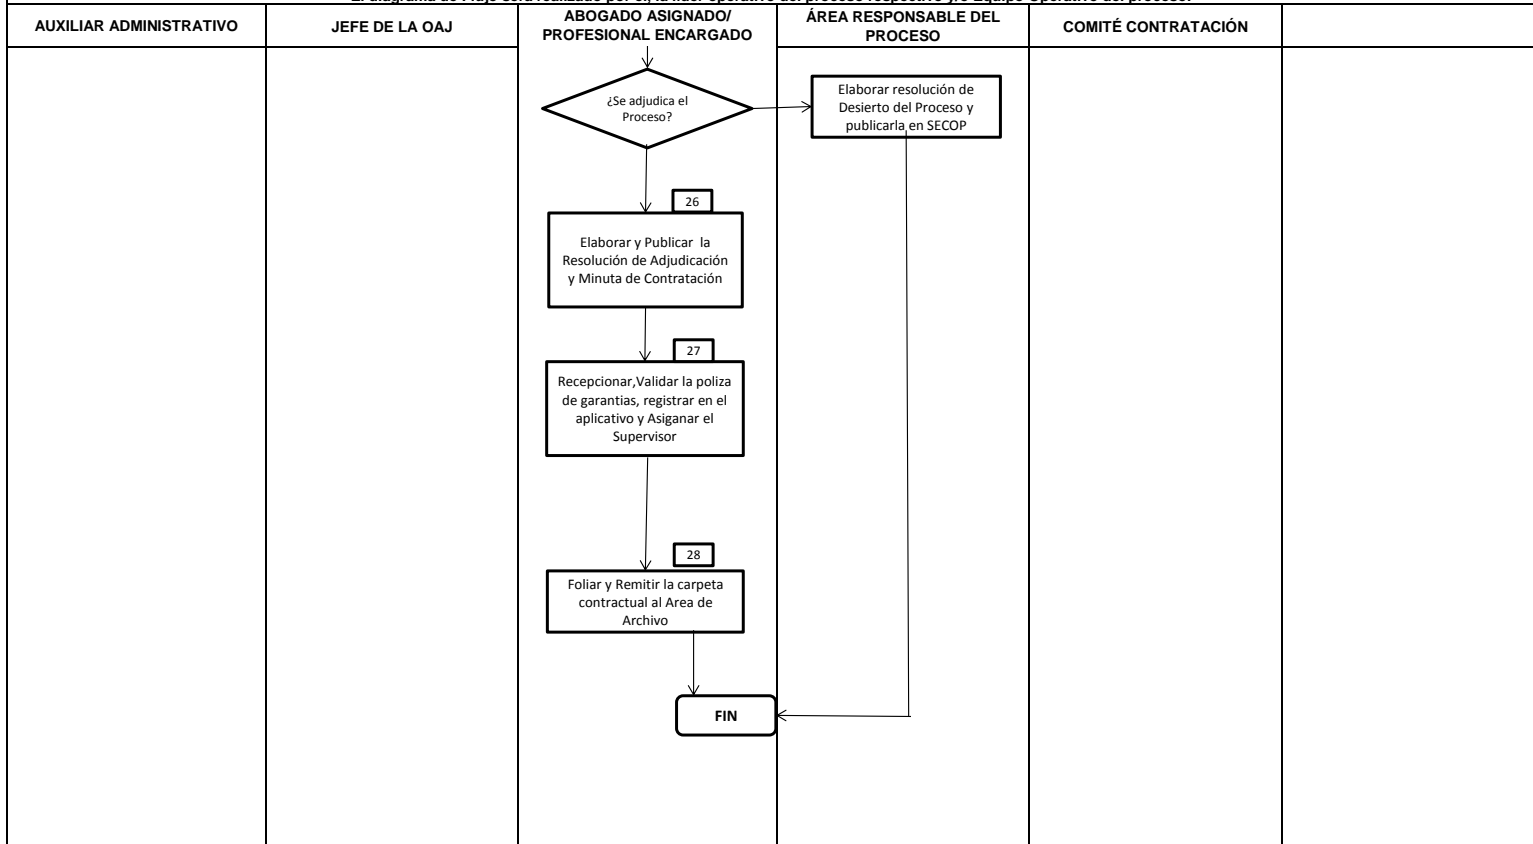 AUXILIAR ADMINISTRATIVO
JEFE DE LA OAJ
ABOGADO ASIGNADO/
PROFESIONAL ENCARGADO
ÁREA RESPONSABLE DEL
PROCESO
COMITÉ CONTRATACIÓN
¿Se adjudica el
Proceso?
Elaborar resolución de
Desierto del Proceso y
publicarla en SECOP
26
Elaborar y Publicar la
Resolución de Adjudicación
y Minuta de Contratación
27
Recepcionar,Validar la poliza
de garantias, registrar en el
aplicativo y Asiganar el
Supervisor
28
Foliar y Remitir la carpeta
contractual al Area de
Archivo
FIN